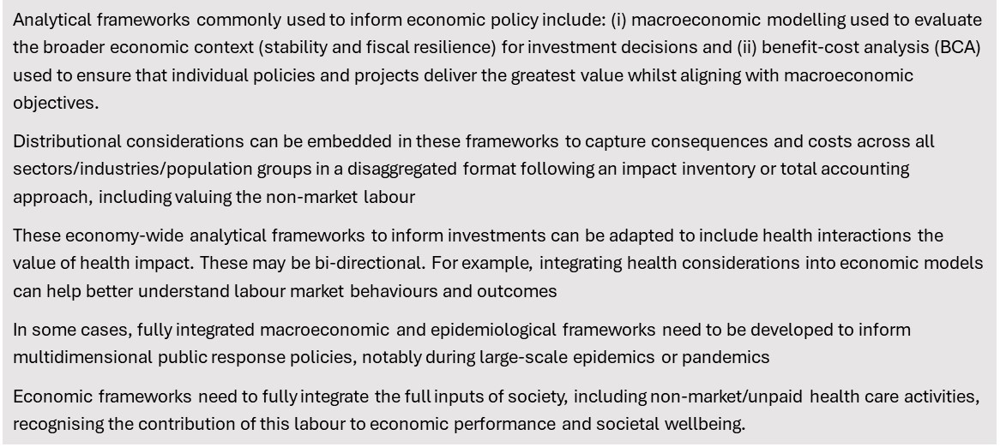 Analytical frameworks commonly used to inform economic policy include: (i) macroeconomic modelling used to evaluate
the broader economic context (stability and fiscal resilience) for investment decisions and (ii) benefit-cost analysis (BCA)
used to ensure that individual policies and projects deliver the greatest value whilst aligning with macroeconomic
objectives.
Distributional considerations can be embedded in these frameworks to capture consequences and costs across all
sectors/industries/population groups in a disaggregated format following an impact inventory or total accounting
approach, including valuing the non-market labour
These economy-wide analytical frameworks to inform investments can be adapted to include health interactions the
value of health impact. These may be bi-directional. For example, integrating health considerations into economic models
can help better understand labour market behaviours and outcomes
In some cases, fully integrated macroeconomic and epidemiological frameworks need to be developed to inform
multidimensional public response policies, notably during large-scale epidemics or pandemics
Economic frameworks need to fully integrate the full inputs of society, including non-market/unpaid health care activities,
recognising the contribution of this labour to economic performance and societal wellbeing.